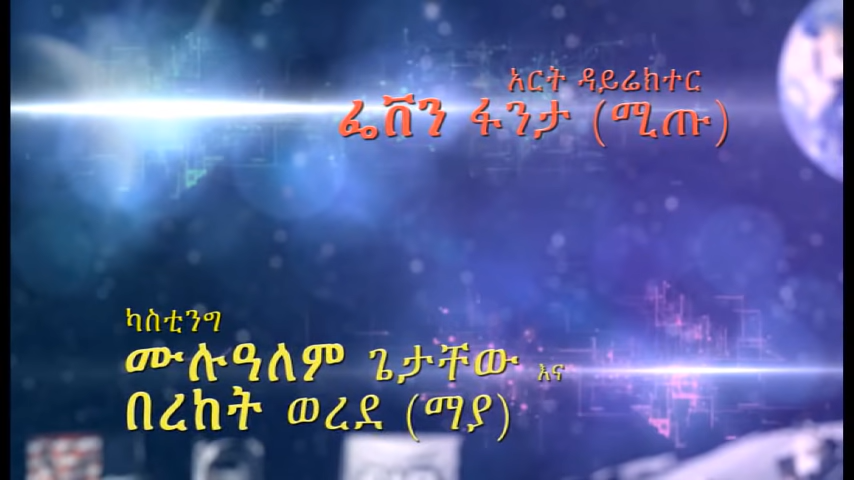 አርት ዳይሬክተር
ፌቨን ፋንታ (ሚጡ)
ካስቲንግ
ሙሉዓለም ጌታቸው እና
በረከት ወረደ (ማያ)